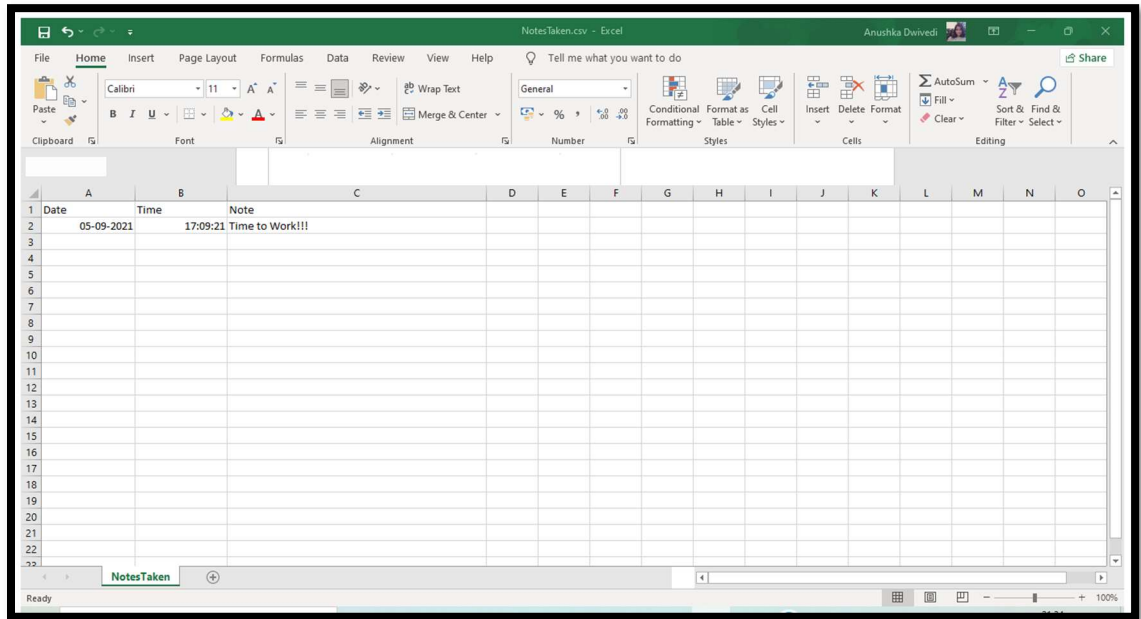 NotesTaken.csv - Excel
Anushka Dwivedi
File Home Insert Page Layout Formulas Data Review View Help Tell me what you want to do Share
Paste
Calibri 11 A A
B I U A
ab Wrap Text
Merge & Center
General
% ,
Conditional Formatting
Format as Table
Cell Styles
Insert Delete Format
AutoSum
Fill
Clear
Sort & Filter
Find & Select
Clipboard Font Alignment Number Styles Cells Editing
A B C D E F G H I J K L M N O
1 Date Time Note
2 05-09-2021 17:09:21 Time to Work!!!
3
4
5
6
7
8
9
10
11
12
13
14
15
16
17
18
19
20
21
22
NotesTaken
Ready
100%